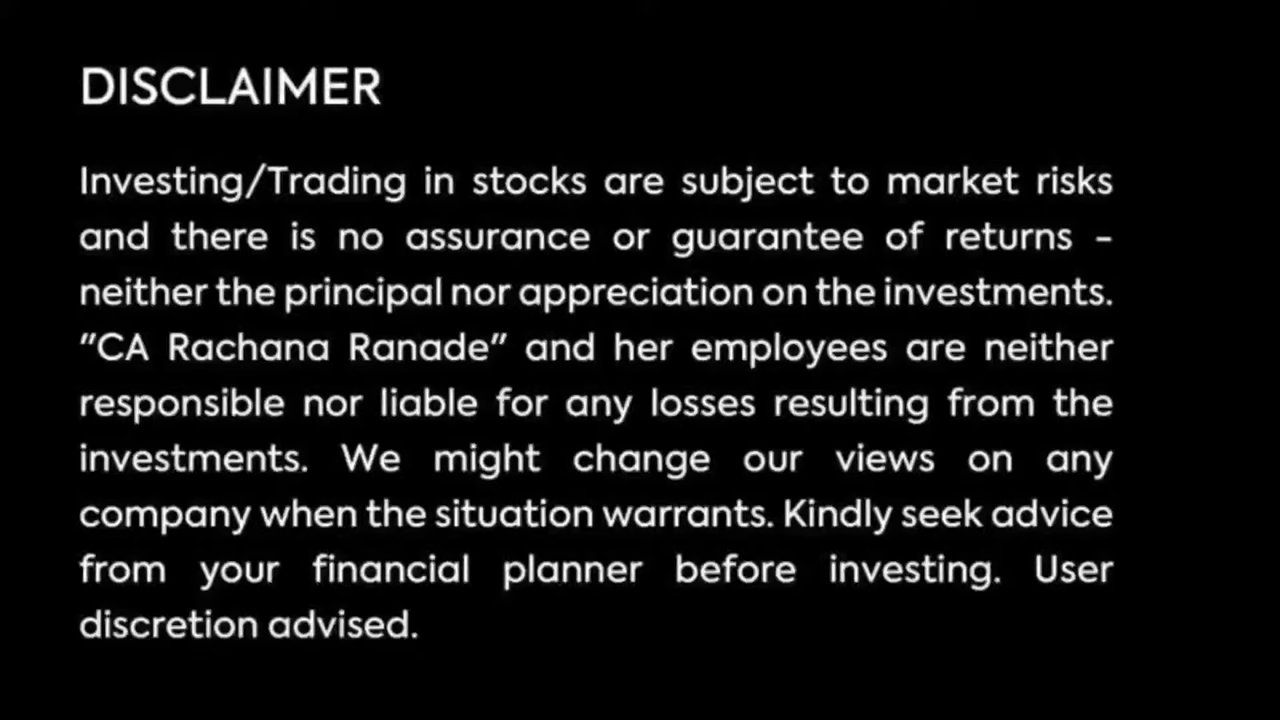 DISCLAIMER
Investing/Trading in stocks are subject to market risks
and there is no assurance or guarantee of returns -
neither the principal nor appreciation on the investments.
"CA Rachana Ranade" and her employees are neither
responsible nor liable for any losses resulting from the
investments. We might change our views on any
company when the situation warrants. Kindly seek advice
from your financial planner before investing. User
discretion advised.